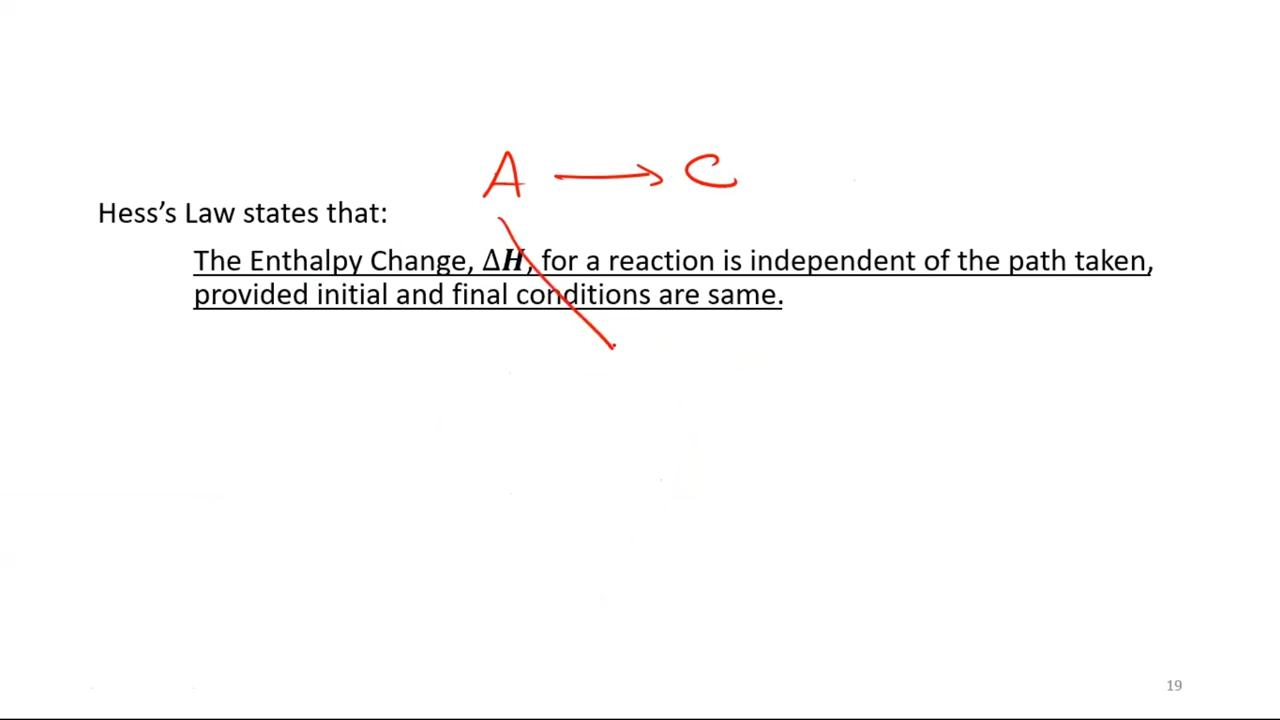 A → C
Hess’s Law states that:
The Enthalpy Change, ΔH, for a reaction is independent of the path taken,
provided initial and final conditions are same.
19